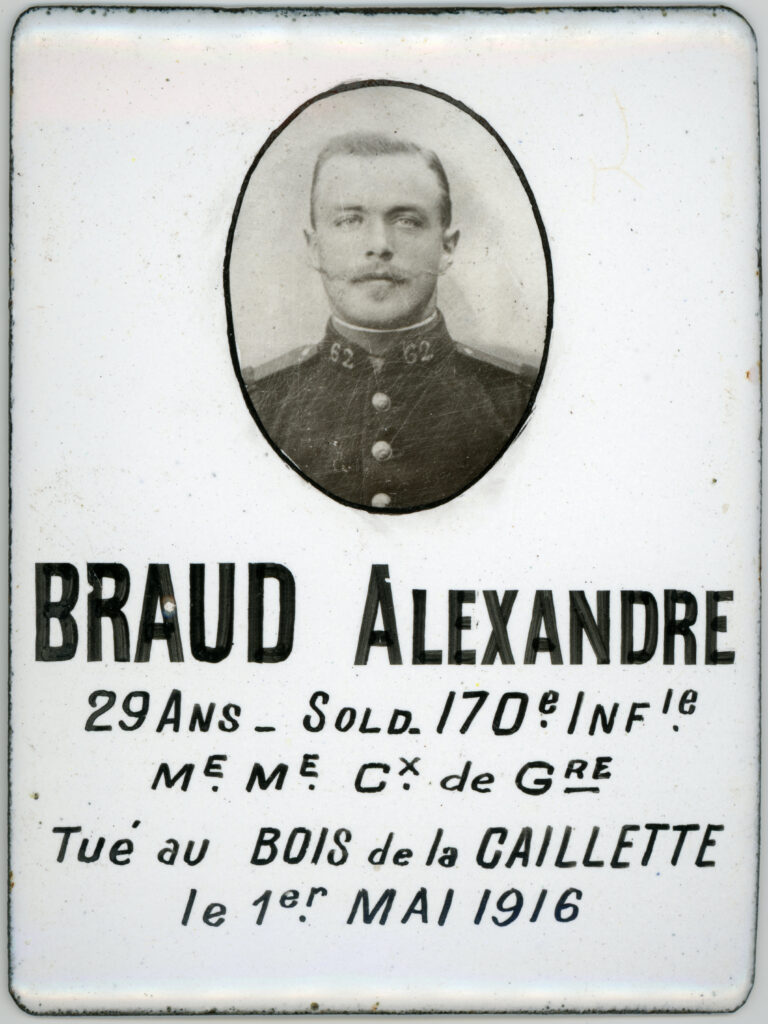 62 62
BRAUD ALEXANDRE
29 ANS - SOLD. 170e INFie
ME. ME. Cx. de GRE
Tué au BOIS de la CAILLETTE
le 1er MAI 1916